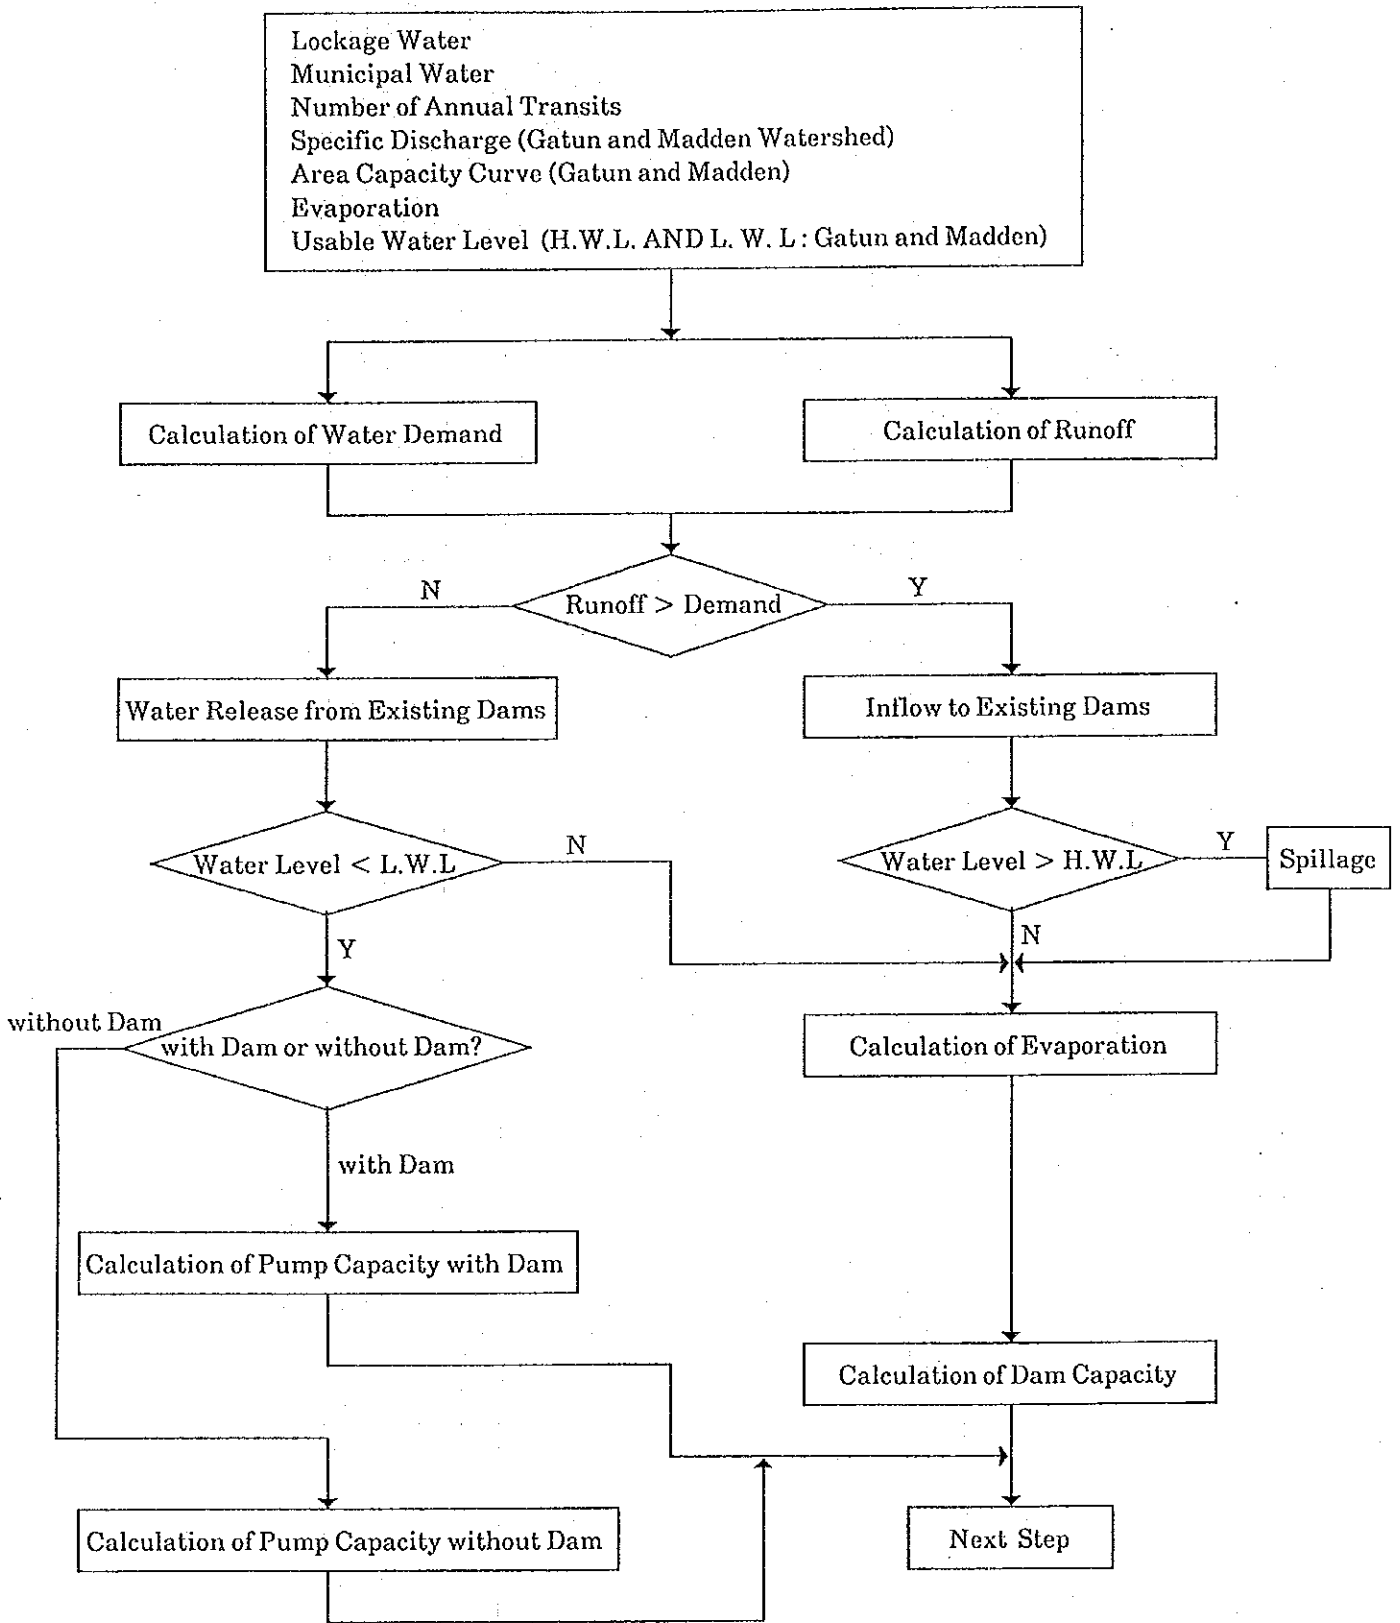 Lockage Water
Municipal Water
Number of Annual Transits
Specific Discharge (Gatun and Madden Watershed)
Area Capacity Curve (Gatun and Madden)
Evaporation
Usable Water Level (H.W.L. AND L. W. L : Gatun and Madden)
Calculation of Water Demand
Calculation of Runoff
N
Runoff > Demand
Y
Water Release from Existing Dams
Inflow to Existing Dams
Water Level < L.W.L
N
Water Level > H.W.L
Y
Spillage
Y
N
without Dam
with Dam or without Dam?
Calculation of Evaporation
with Dam
Calculation of Pump Capacity with Dam
Calculation of Dam Capacity
Calculation of Pump Capacity without Dam
Next Step